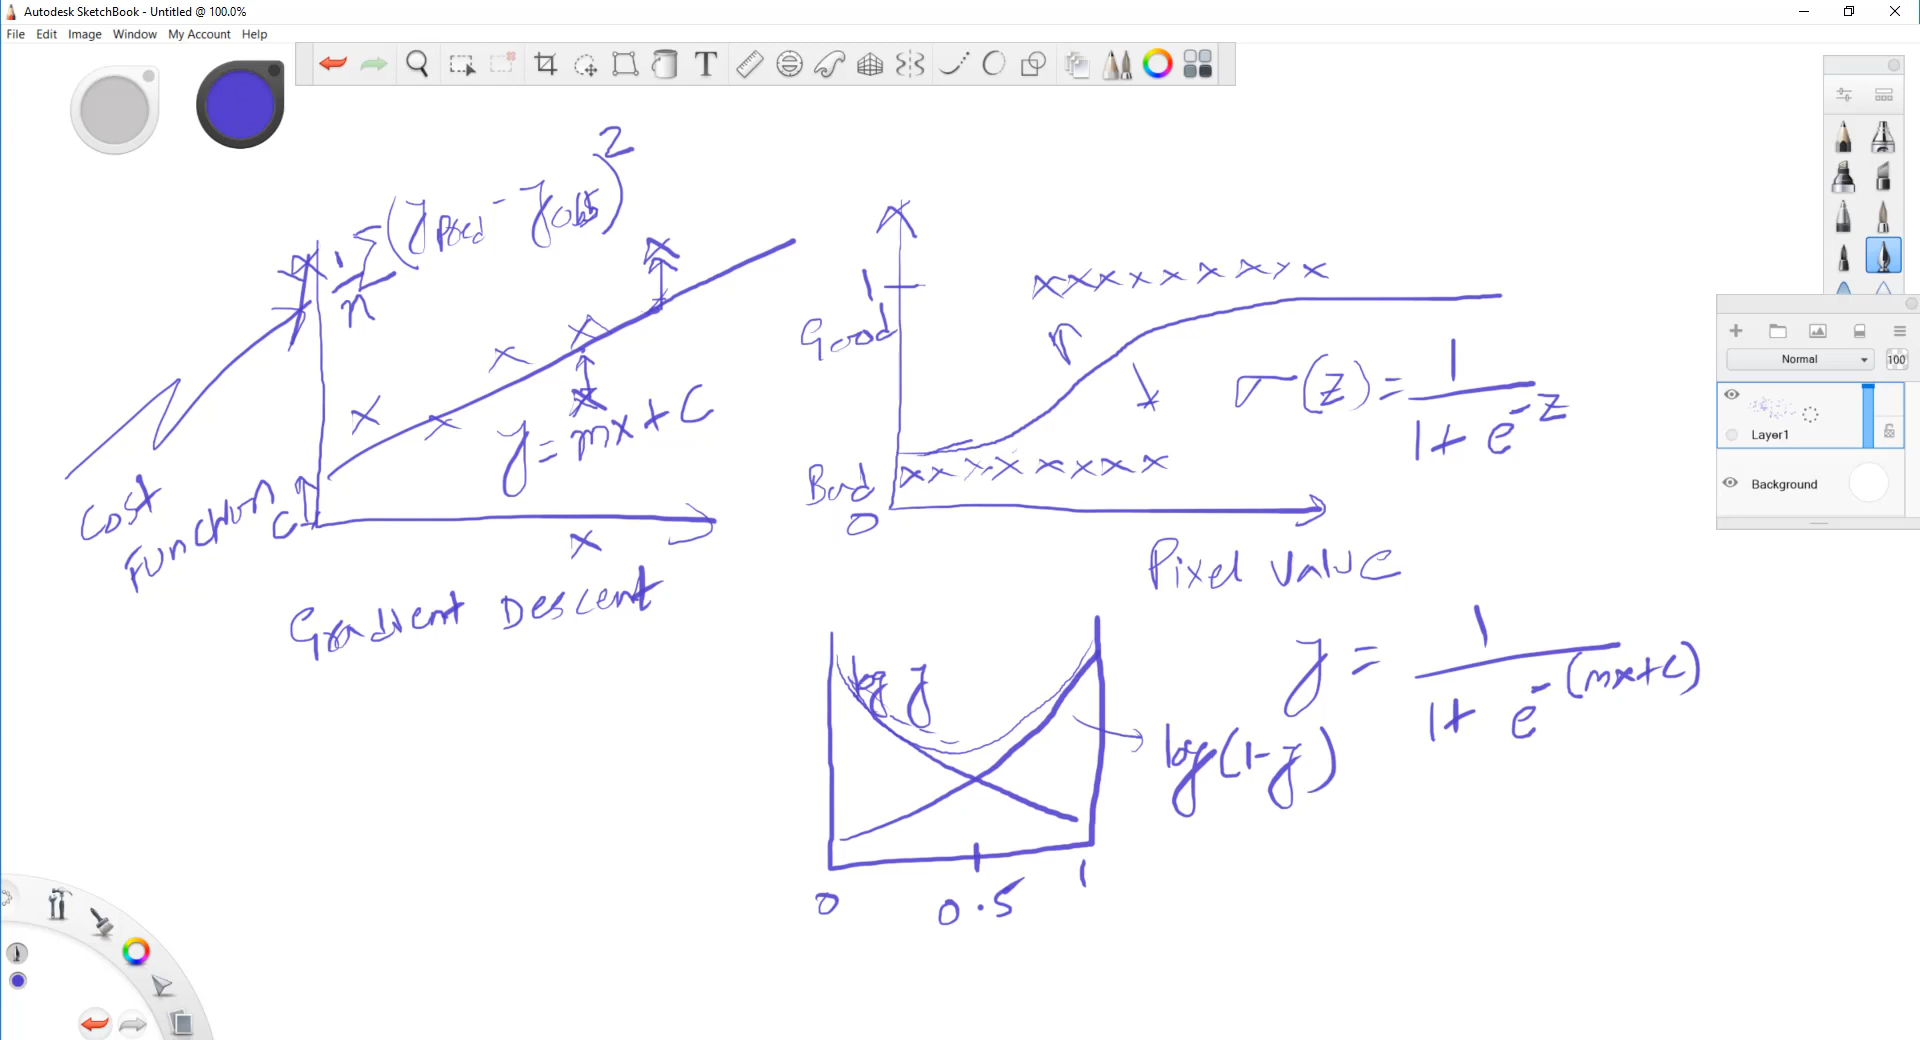 Autodesk SketchBook - Untitled @ 100.0%
File Edit Image Window My Account Help
T
1/n Σ(y pred - y obs)²
y = mx + c
c
Cost
Function
Gradient Descent
1
Good
Bad
0
σ(z) = 1/(1 + e^-z)
Pixel Value
log y
log(1-y)
y = 1/(1 + e^-(mx+c))
0
0.5
1
Normal
100
Layer1
Background